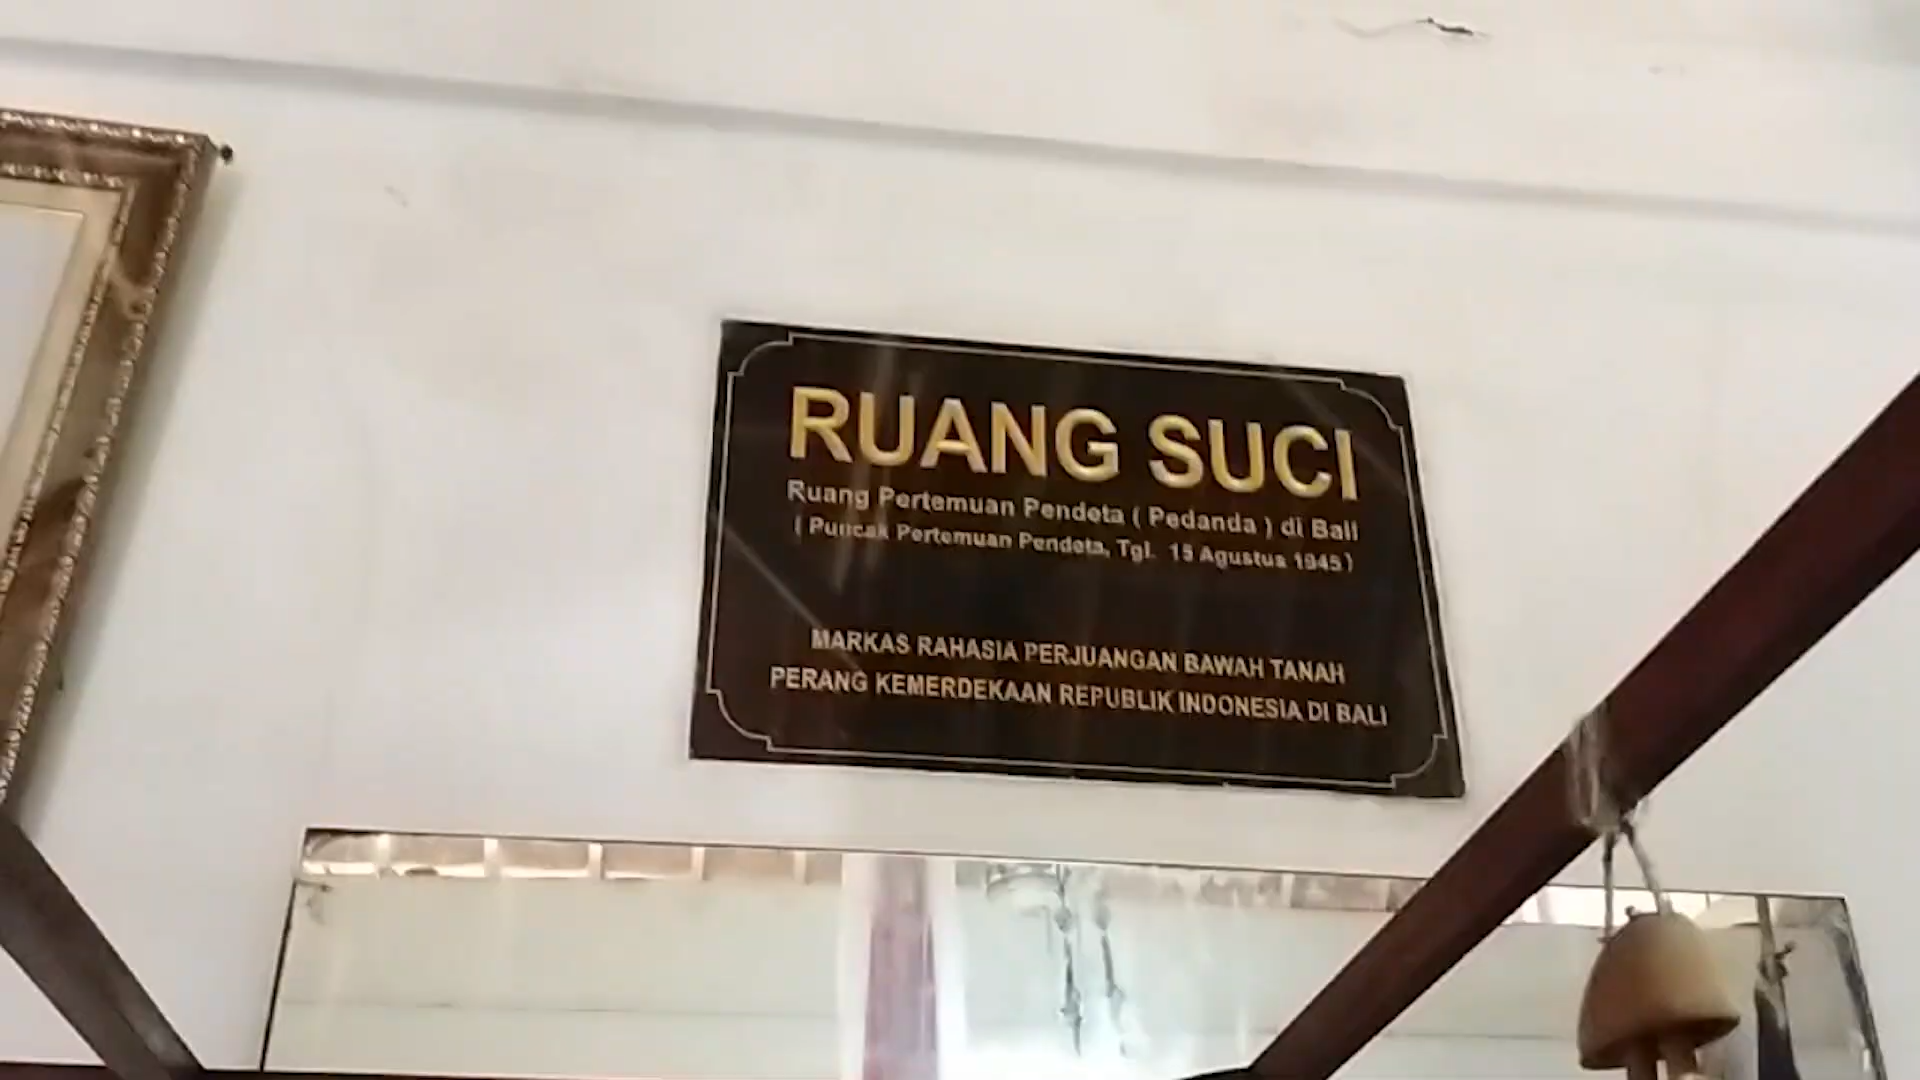 RUANG SUCI
Ruang Pertemuan Pendeta ( Pedanda ) di Bali
( Puncak Pertemuan Pendeta, Tgl. 15 Agustus 1945 )
MARKAS RAHASIA PERJUANGAN BAWAH TANAH
PERANG KEMERDEKAAN REPUBLIK INDONESIA DI BALI